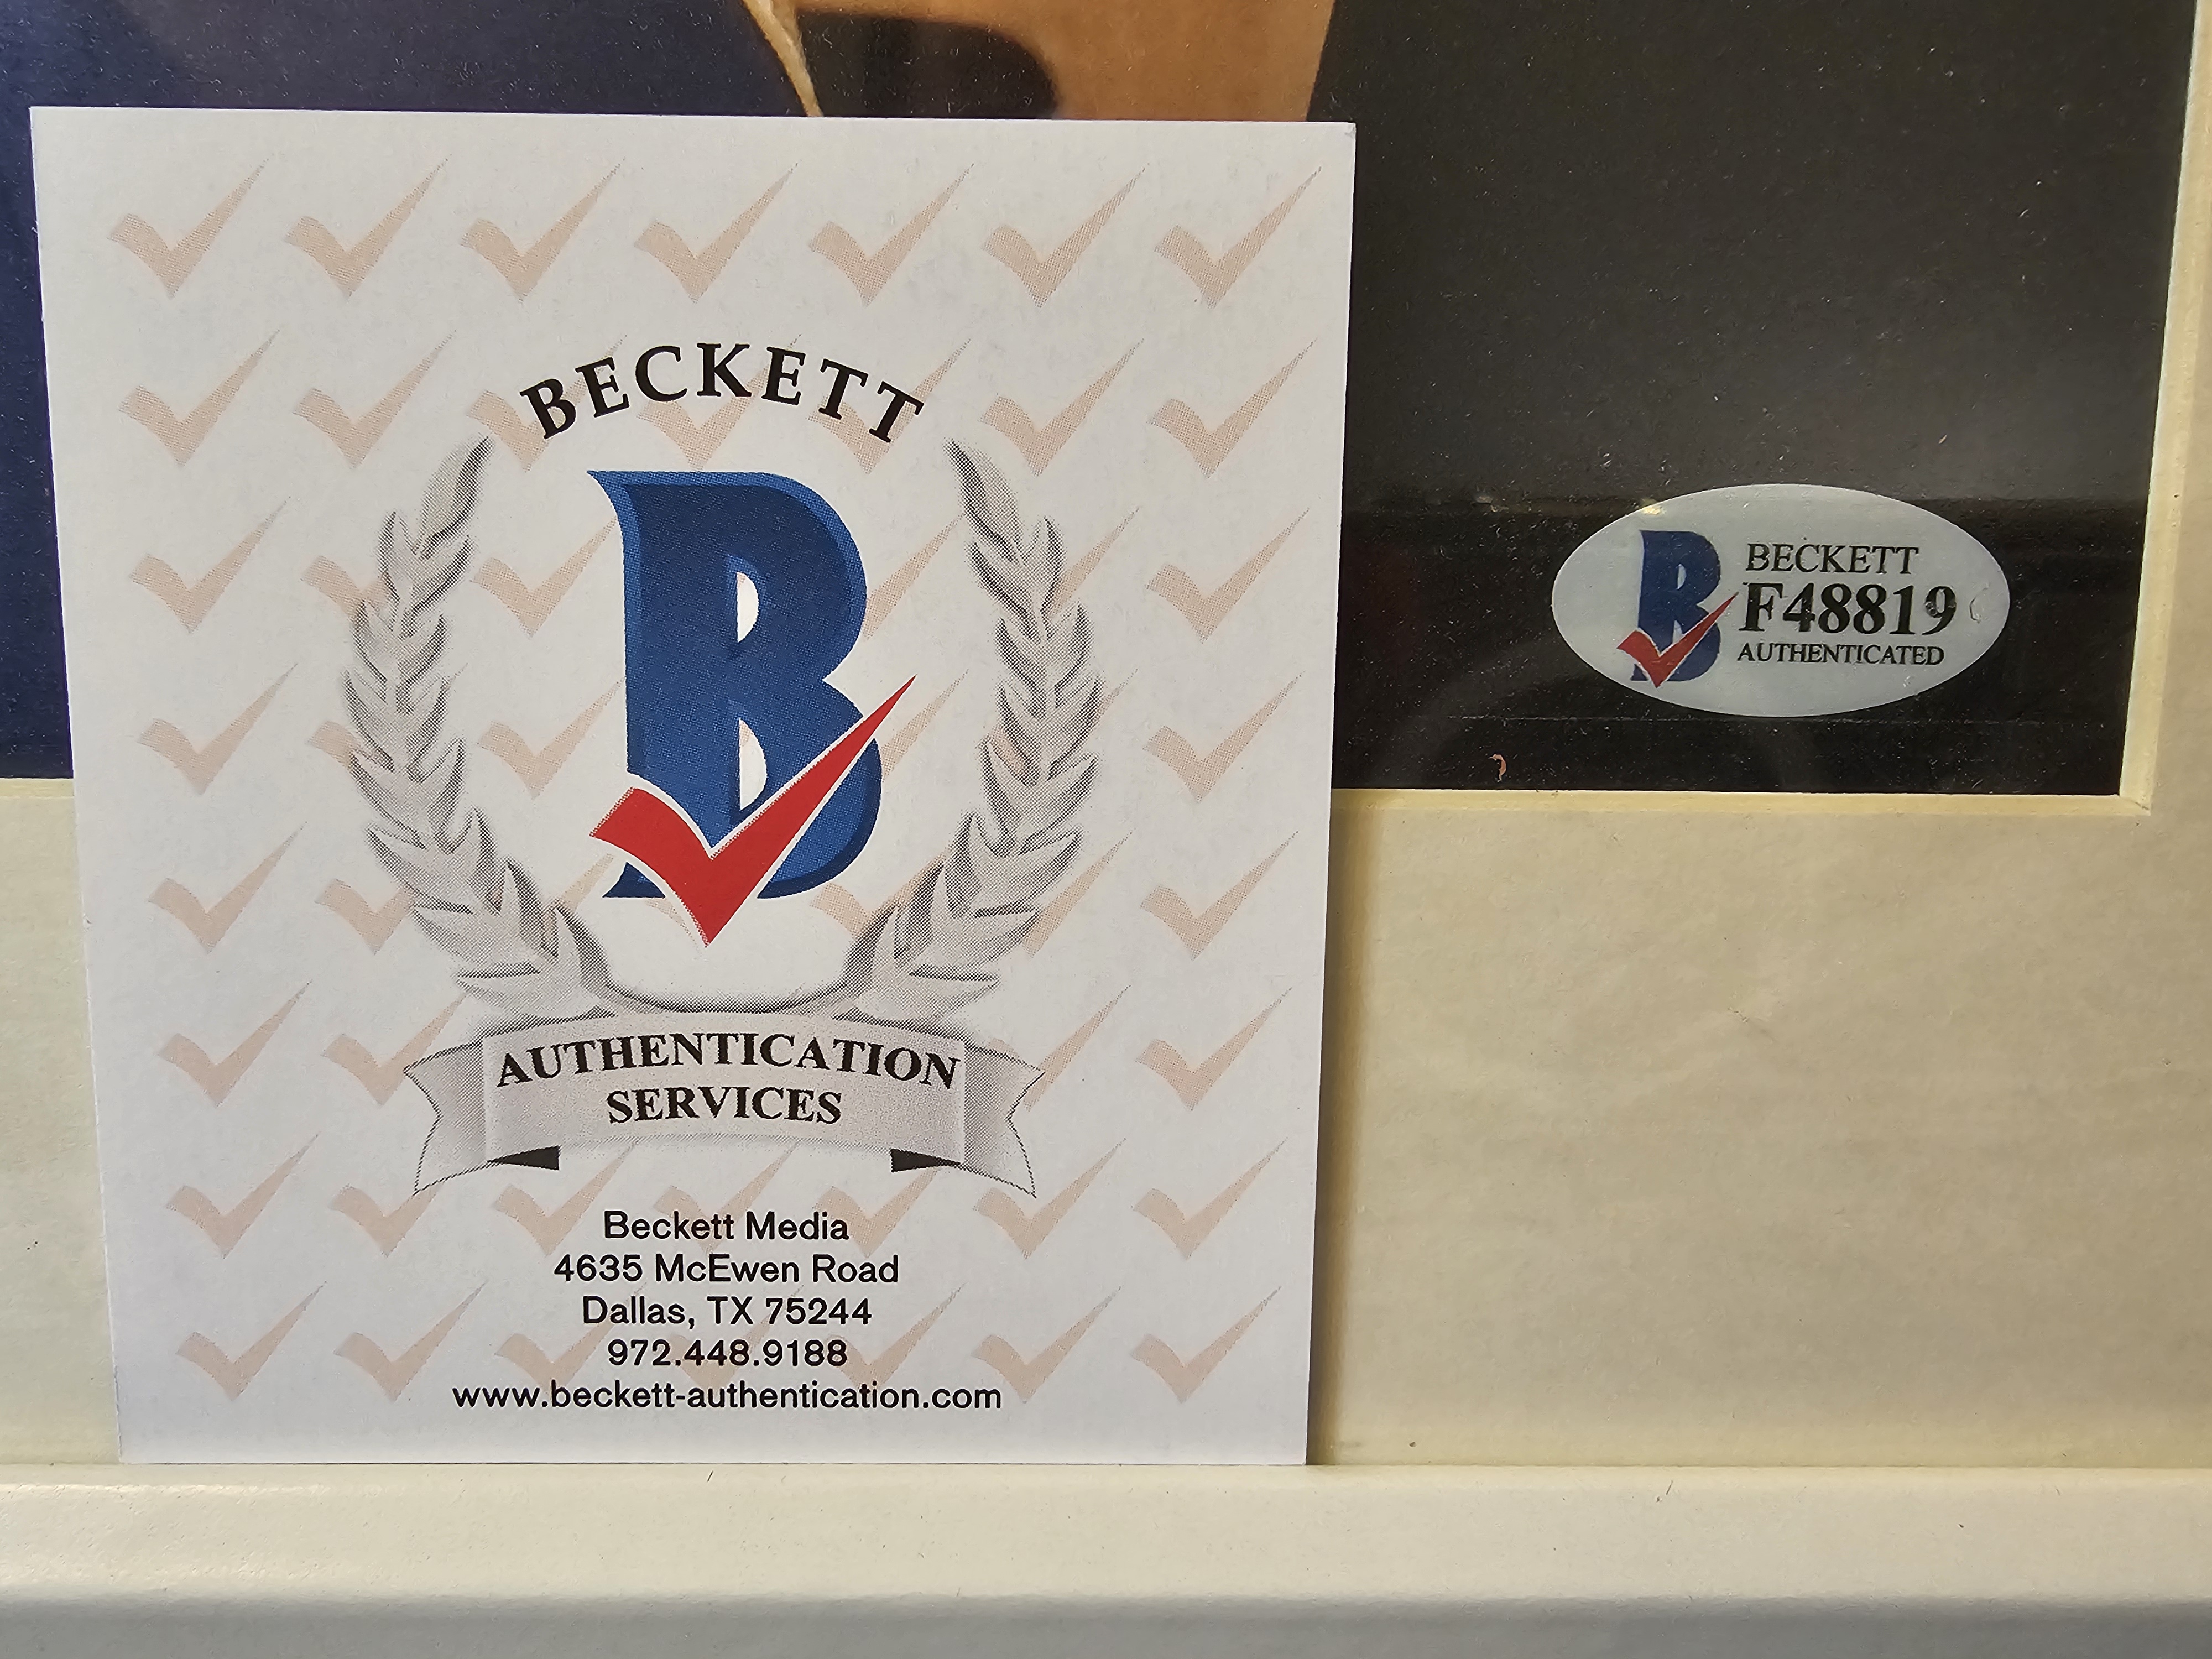 BECKETT
B
AUTHENTICATION
SERVICES
Beckett Media
4635 McEwen Road
Dallas, TX 75244
972.448.9188
www.beckett-authentication.com
B
BECKETT
F48819
AUTHENTICATED